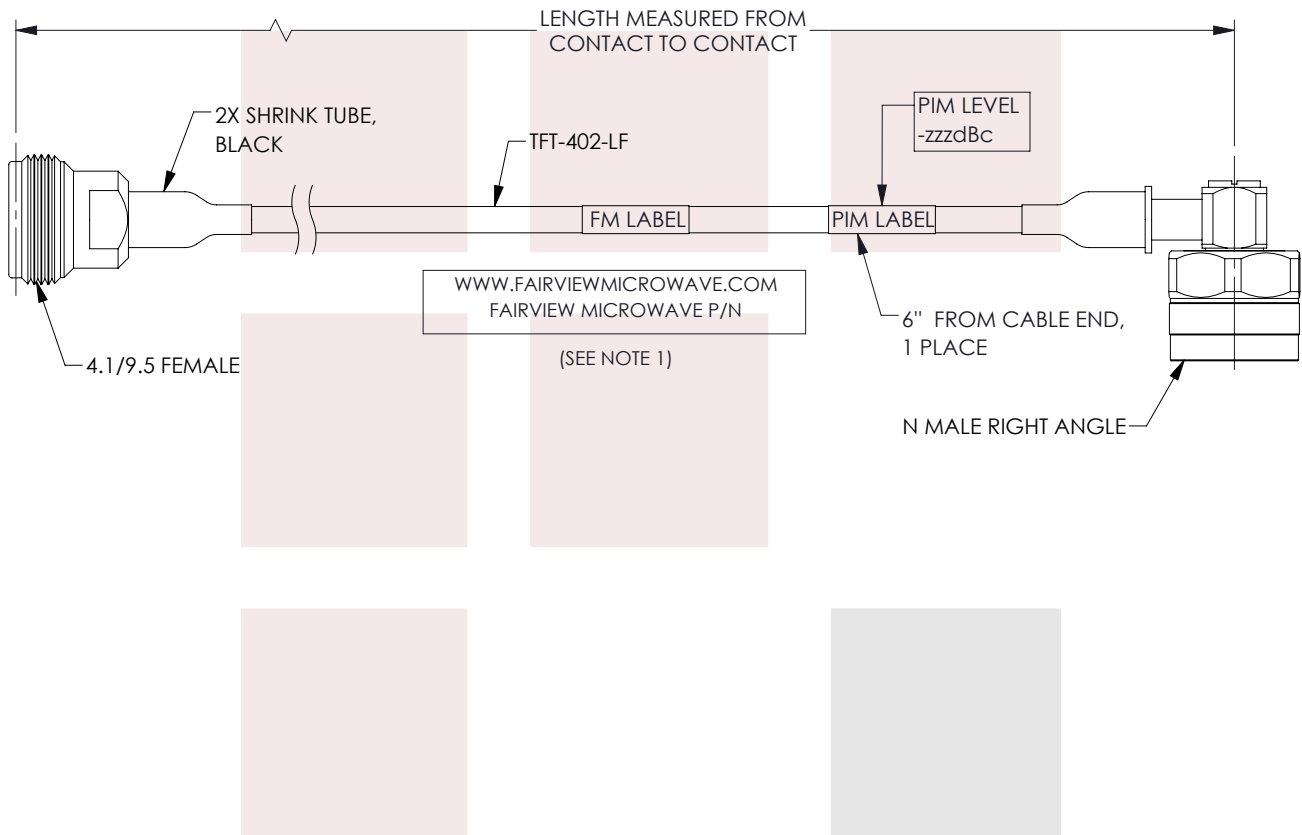 LENGTH MEASURED FROM
CONTACT TO CONTACT
2X SHRINK TUBE,
BLACK
TFT-402-LF
PIM LEVEL
-zzzdBc
FM LABEL
PIM LABEL
WWW.FAIRVIEWMICROWAVE.COM
FAIRVIEW MICROWAVE P/N
(SEE NOTE 1)
6" FROM CABLE END,
1 PLACE
4.1/9.5 FEMALE
N MALE RIGHT ANGLE